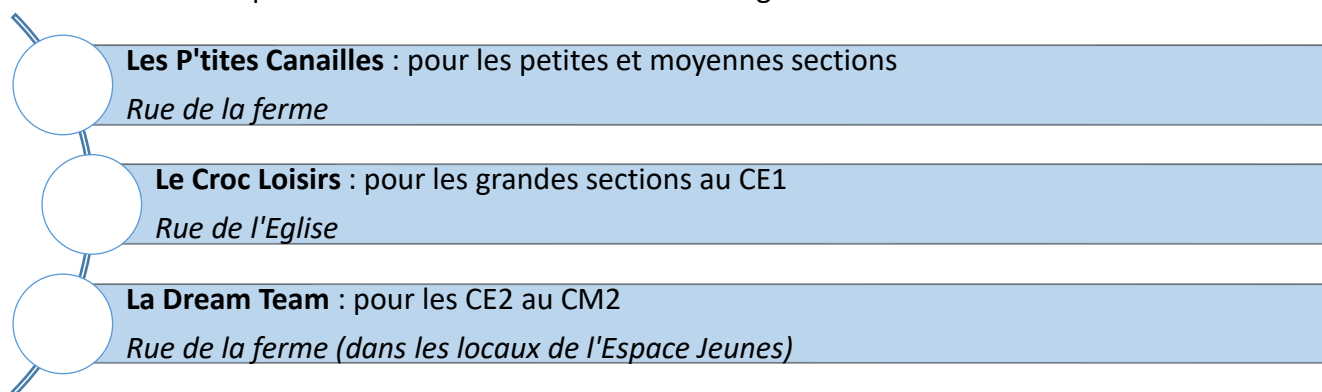 Les P'tites Canailles : pour les petites et moyennes sections
Rue de la ferme
Le Croc Loisirs : pour les grandes sections au CE1
Rue de l'Eglise
La Dream Team : pour les CE2 au CM2
Rue de la ferme (dans les locaux de l'Espace Jeunes)